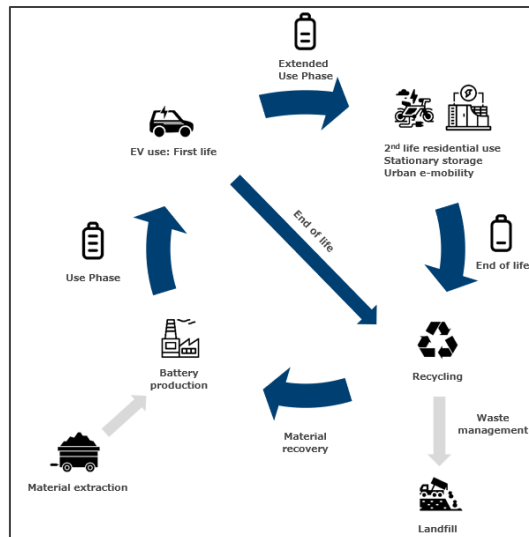 Extended
Use Phase
EV use: First life
2nd life residential use
Stationary storage
Urban e-mobility
End of life
Use Phase
End of life
Battery
production
Recycling
Material
recovery
Waste
management
Material extraction
Landfill